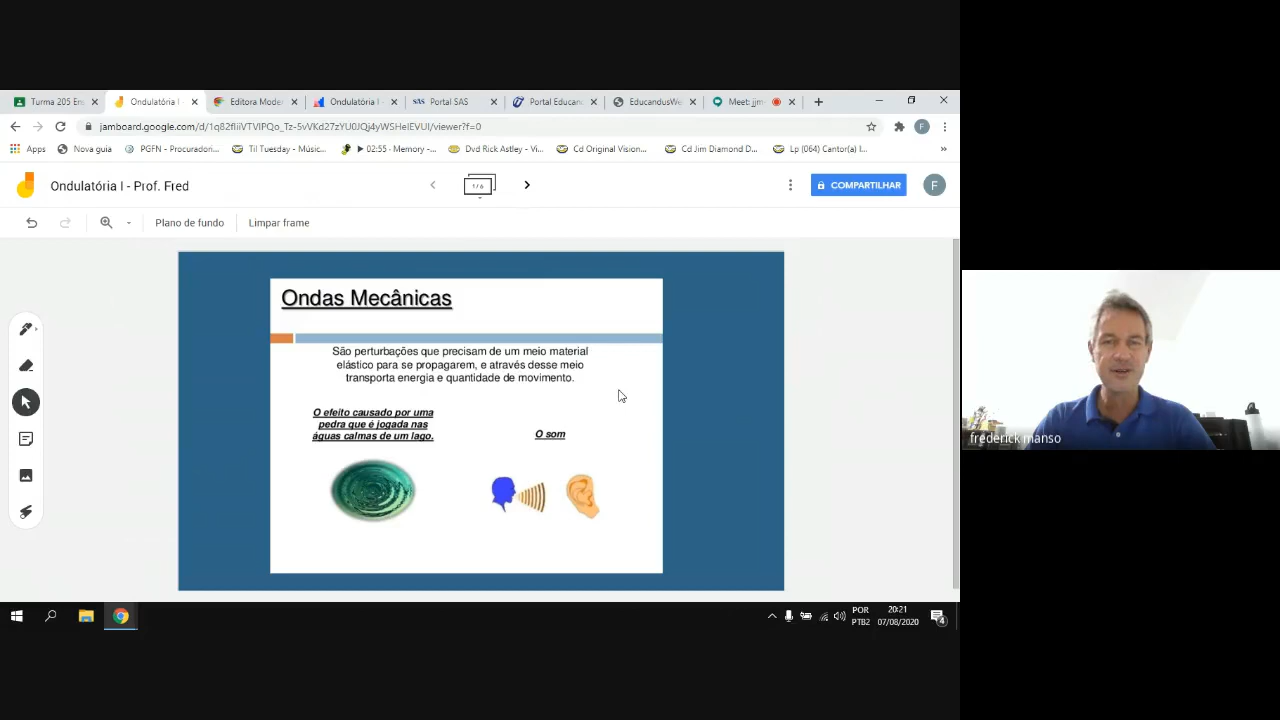 Turma 205 En
Ondulatória I
Editora Mode
Ondulatória I
SAS Portal SAS
Portal Educan
EducandusWe
Meet: jjm
jamboard.google.com/d/
/viewer?f=0
Apps
Nova guia
PGFN - Procuradori...
Til Tuesday - Músic...
02:55 · Memory -...
Dvd Rick Astley - Vi...
Cd Original Vision...
Cd Jim Diamond D...
Lp (064) Cantor(a) I...
Ondulatória I - Prof. Fred
1/6
COMPARTILHAR
F
Plano de fundo
Limpar frame
Ondas Mecânicas
São perturbações que precisam de um meio material
elástico para se propagarem, e através desse meio
transporta energia e quantidade de movimento.
O efeito causado por uma
pedra que é jogada nas
águas calmas de um lago.
O som
frederick manso
POR
PTB2
20:21
07/08/2020
4